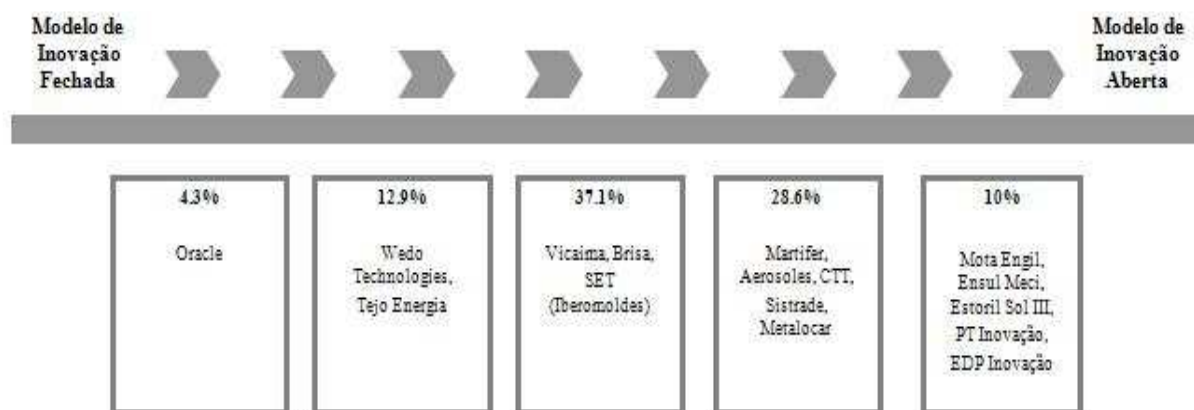 Modelo de
Inovação
Fechada
Modelo de
Inovação
Aberta
4.3%
Oracle
12.9%
Wedo
Technologies,
Tejo Energia
37.1%
Vicaima, Brisa,
SET
(Iberomoldes)
28.6%
Martifer,
Aerosoles, CTT,
Sistrade,
Metalocar
10%
Mota Engil,
Ensul Meci,
Estoril Sol III,
PT Inovação,
EDP Inovação